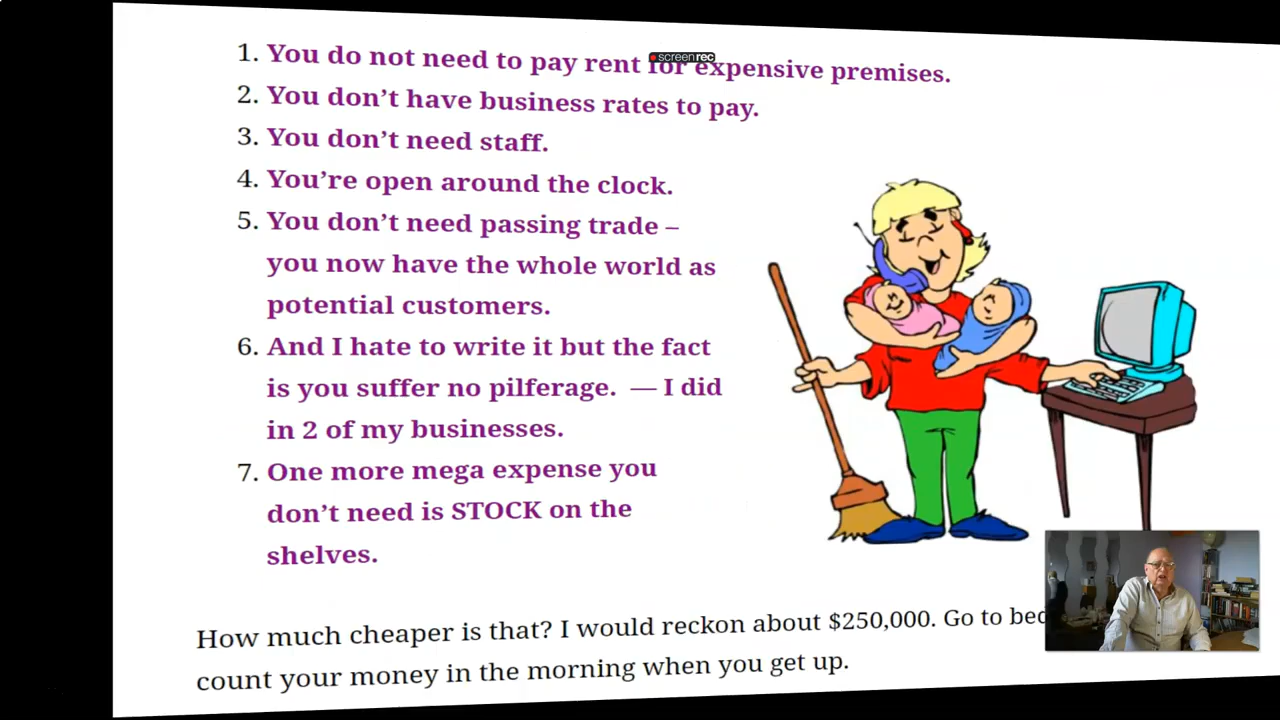 screenrec
1. You do not need to pay rent for expensive premises.
2. You don’t have business rates to pay.
3. You don’t need staff.
4. You’re open around the clock.
5. You don’t need passing trade –
you now have the whole world as
potential customers.
6. And I hate to write it but the fact
is you suffer no pilferage. — I did
in 2 of my businesses.
7. One more mega expense you
don’t need is STOCK on the
shelves.
How much cheaper is that? I would reckon about $250,000. Go to bed
count your money in the morning when you get up.